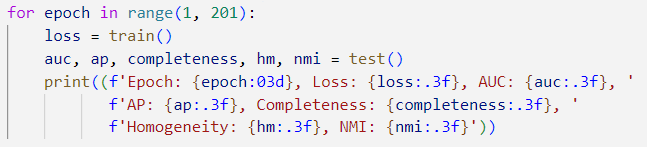 for epoch in range(1, 201):
    loss = train()
    auc, ap, completeness, hm, nmi = test()
    print((f'Epoch: {epoch:03d}, Loss: {loss:.3f}, AUC: {auc:.3f}, '
           f'AP: {ap:.3f}, Completeness: {completeness:.3f}, '
           f'Homogeneity: {hm:.3f}, NMI: {nmi:.3f}'))